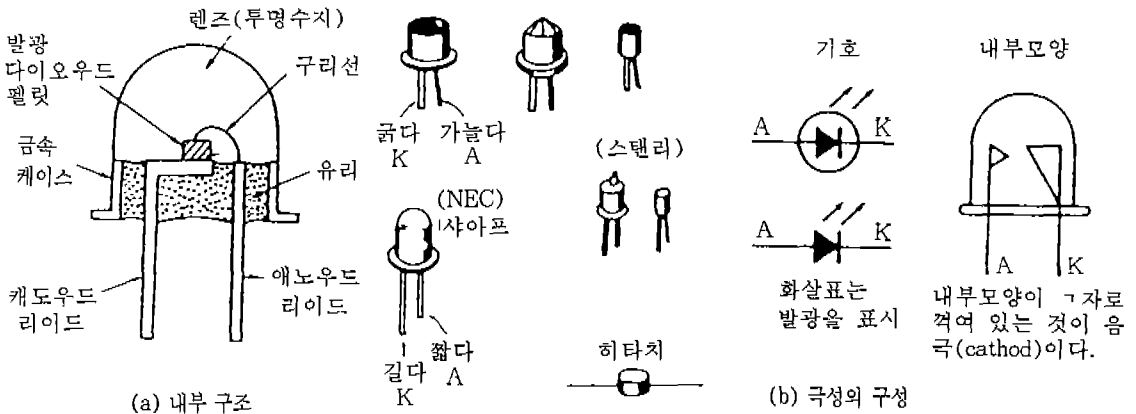 렌즈(투명수지)
발광
다이오우드
펠릿
구리선
금속
케이스
유리
캐도우드
리이드
애노우드
리이드
(a) 내부 구조
굵다
K
가늘다
A
(NEC)
샤아프
길다
K
짧다
A
(스탠리)
히타치
기호
A
K
A
K
화살표는
발광을 표시
내부모양
A
K
내부모양이 ㄱ자로
꺽여 있는 것이 음
극(cathod)이다.
(b) 극성의 구성